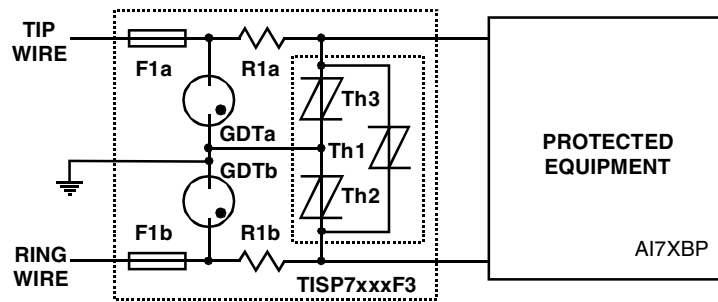 TIP
WIRE
F1a
R1a
Th3
GDTa
Th1
GDTb
Th2
F1b
R1b
RING
WIRE
TISP7xxxF3
PROTECTED
EQUIPMENT
AI7XBP